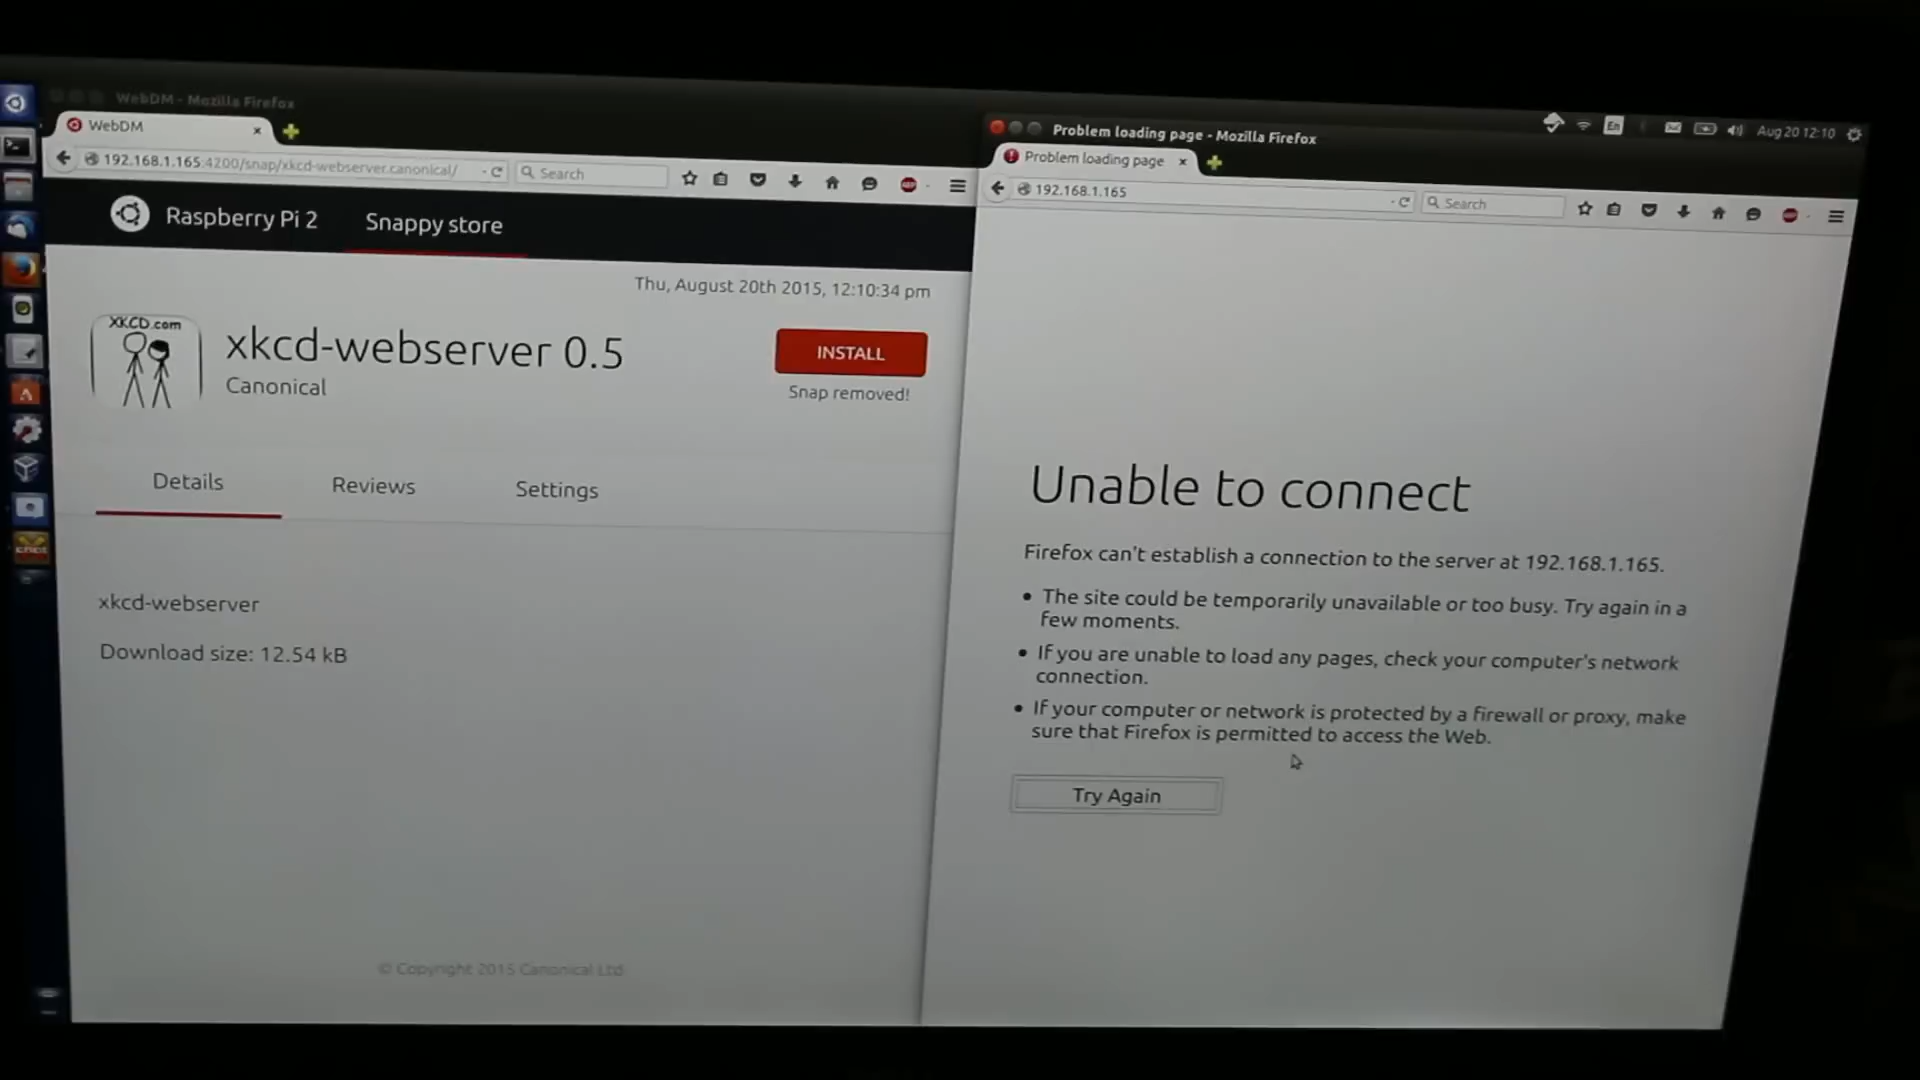 WebDM - Mozilla Firefox
WebDM
192.168.1.165:4200/snap/xkcd-webserver.canonical/
Search
Raspberry Pi 2
Snappy store
Thu, August 20th 2015, 12:10:34 pm
XKCD.com
xkcd-webserver 0.5
Canonical
INSTALL
Snap removed!
Details
Reviews
Settings
xkcd-webserver
Download size: 12.54 kB
© Copyright 2015 Canonical Ltd
Problem loading page - Mozilla Firefox
En
Aug 20 12:10
Problem loading page
192.168.1.165
Search
Unable to connect
Firefox can't establish a connection to the server at 192.168.1.165.
• The site could be temporarily unavailable or too busy. Try again in a
few moments.
• If you are unable to load any pages, check your computer's network
connection.
• If your computer or network is protected by a firewall or proxy, make
sure that Firefox is permitted to access the Web.
Try Again